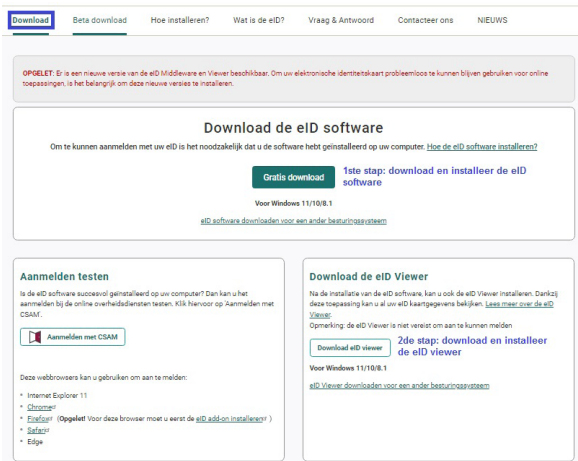 Download Beta download Hoe installeren? Wat is de eID? Vraag & Antwoord Contacteer ons NIEUWS
OPGELET: Er is een nieuwe versie van de eID Middleware en Viewer beschikbaar. Om uw elektronische identiteitskaart probleemloos te kunnen blijven gebruiken voor online
toepassingen, is het belangrijk om deze nieuwe versies te installeren.
Download de eID software
Om te kunnen aanmelden met uw eID is het noodzakelijk dat u de software hebt geïnstalleerd op uw computer. Hoe de eID software installeren?
Gratis download
1ste stap: download en installeer de eID
software
Voor Windows 11/10/8.1
eID software downloaden voor een ander besturingssysteem
Aanmelden testen
Is de eID software succesvol geïnstalleerd op uw computer? Dan kan u het
aanmelden bij de online overheidsdiensten testen. Klik hiervoor op 'Aanmelden met
CSAM'.
Aanmelden met CSAM
Deze webbrowsers kan u gebruiken om aan te melden:
• Internet Explorer 11
• Chrome
• Firefox (Opgelet! Voor deze browser moet u eerst de eID add-on installeren )
• Safari
• Edge
Download de eID Viewer
Na de installatie van de eID software, kan u ook de eID Viewer installeren. Dankzij
deze toepassing kan u al uw eID kaartgegevens bekijken. Lees meer over de eID
Viewer.
Opmerking: de eID Viewer is niet vereist om aan te kunnen melden
Download eID viewer
2de stap: download en installeer
de eID viewer
Voor Windows 11/10/8.1
eID Viewer downloaden voor een ander besturingssysteem